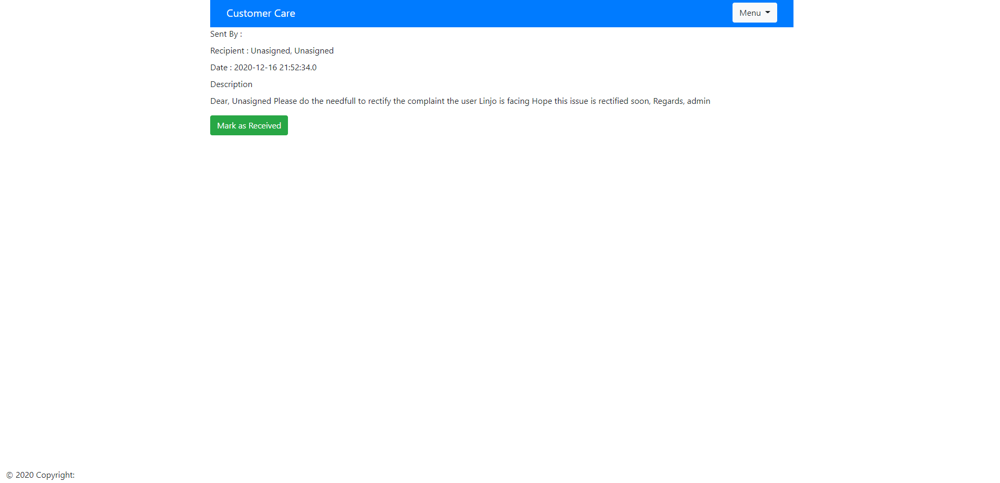 Customer Care
Menu
Sent By :
Recipient : Unasigned, Unasigned
Date : 2020-12-16 21:52:34.0
Description
Dear, Unasigned Please do the needfull to rectify the complaint the user Linjo is facing Hope this issue is rectified soon, Regards, admin
Mark as Received
© 2020 Copyright: